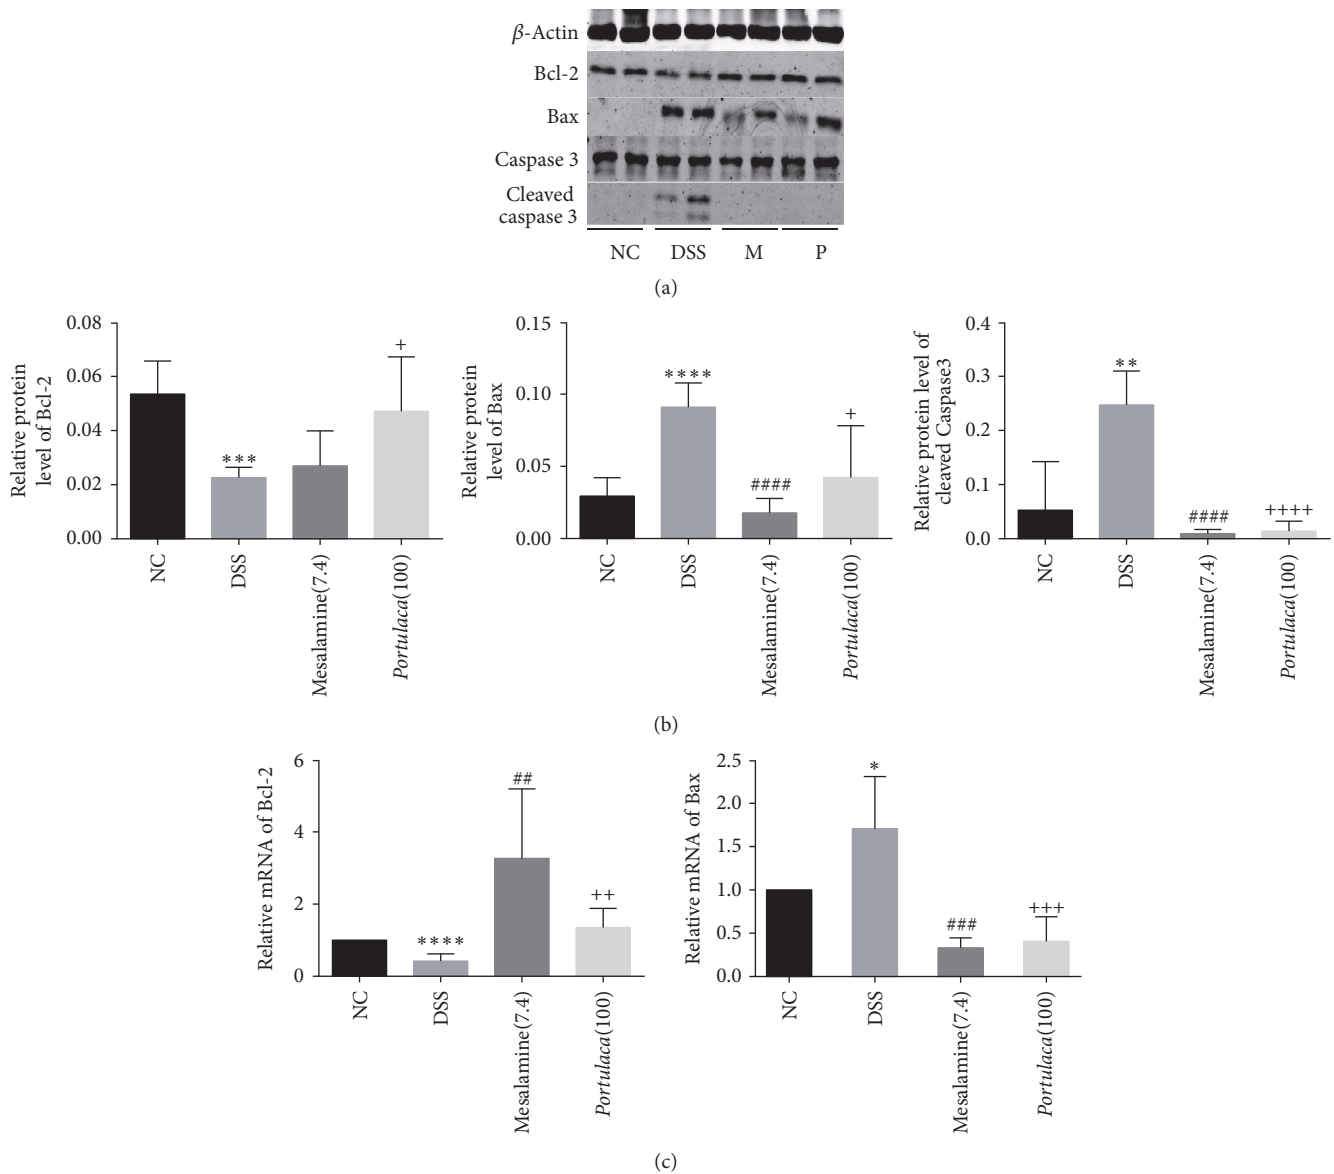 β-Actin
Bcl-2
Bax
Caspase 3
Cleaved
caspase 3
NC DSS M P
(a)
Relative protein
level of Bcl-2
0.08
0.06
0.04
0.02
0.00
***
+
NC
DSS
Mesalamine(7.4)
Portulaca(100)
Relative protein
level of Bax
0.15
0.10
0.05
0.00
****
####
+
NC
DSS
Mesalamine(7.4)
Portulaca(100)
Relative protein level of
cleaved Caspase3
0.4
0.3
0.2
0.1
0.0
**
####
++++
NC
DSS
Mesalamine(7.4)
Portulaca(100)
(b)
Relative mRNA of Bcl-2
6
4
2
0
****
##
++
NC
DSS
Mesalamine(7.4)
Portulaca(100)
Relative mRNA of Bax
2.5
2.0
1.5
1.0
0.5
0.0
*
###
+++
NC
DSS
Mesalamine(7.4)
Portulaca(100)
(c)